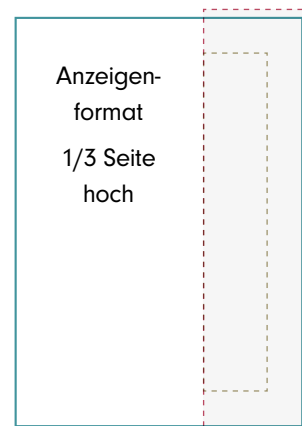 Anzeigen-
format
1/3 Seite
hoch